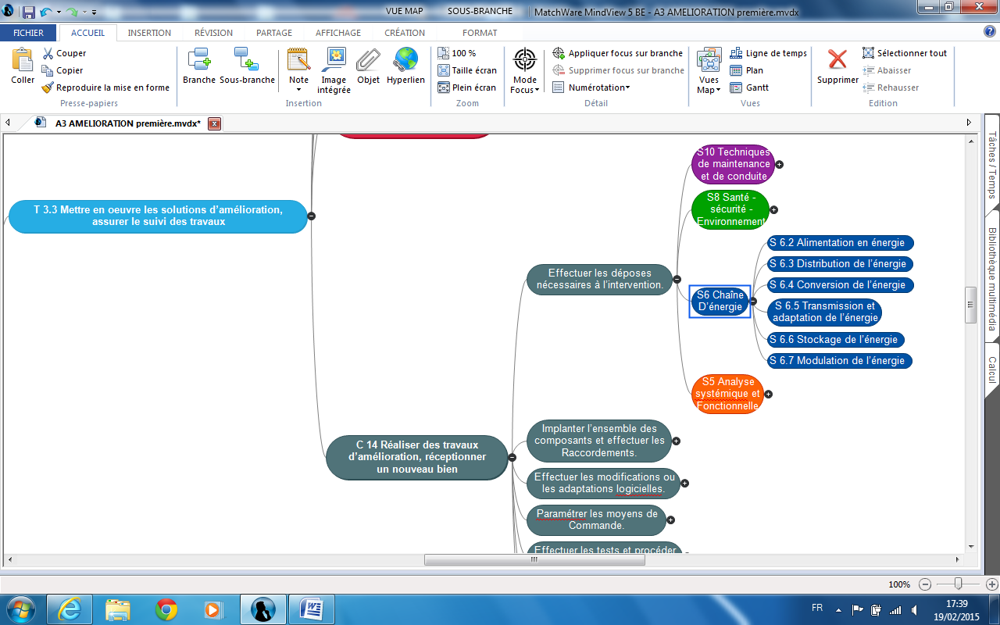 VUE MAP
SOUS-BRANCHE
MatchWare MindView 5 BE - A3 AMELIORATION première.mvdx
FICHIER
ACCUEIL
INSERTION
RÉVISION
PARTAGE
AFFICHAGE
CRÉATION
FORMAT
Coller
Couper
Copier
Reproduire la mise en forme
Presse-papiers
Branche
Sous-branche
Note
Image
intégrée
Objet
Hyperlien
Insertion
100 %
Taille écran
Plein écran
Zoom
Mode
Focus
Appliquer focus sur branche
Supprimer focus sur branche
Numérotation
Détail
Vues
Map
Ligne de temps
Plan
Gantt
Vues
Supprimer
Sélectionner tout
Abaisser
Rehausser
Edition
A3 AMELIORATION première.mvdx*
Tâches / Temps
Bibliothèque multimédia
Calcul
T 3.3 Mettre en oeuvre les solutions d'amélioration,
assurer le suivi des travaux
S10 Techniques
de maintenance
et de conduite
S8 Santé -
sécurité -
Environnement
Effectuer les déposes
nécessaires à l'intervention.
S6 Chaîne
D'énergie
S 6.2 Alimentation en énergie
S 6.3 Distribution de l'énergie
S 6.4 Conversion de l'énergie
S 6.5 Transmission et
adaptation de l'énergie
S 6.6 Stockage de l'énergie
S 6.7 Modulation de l'énergie
S5 Analyse
systémique et
Fonctionnelle
C 14 Réaliser des travaux
d'amélioration, réceptionner
un nouveau bien
Implanter l'ensemble des
composants et effectuer les
Raccordements.
Effectuer les modifications ou
les adaptations logicielles.
Paramétrer les moyens de
Commande.
Effectuer les tests et procéder
100%
FR
17:39
19/02/2015